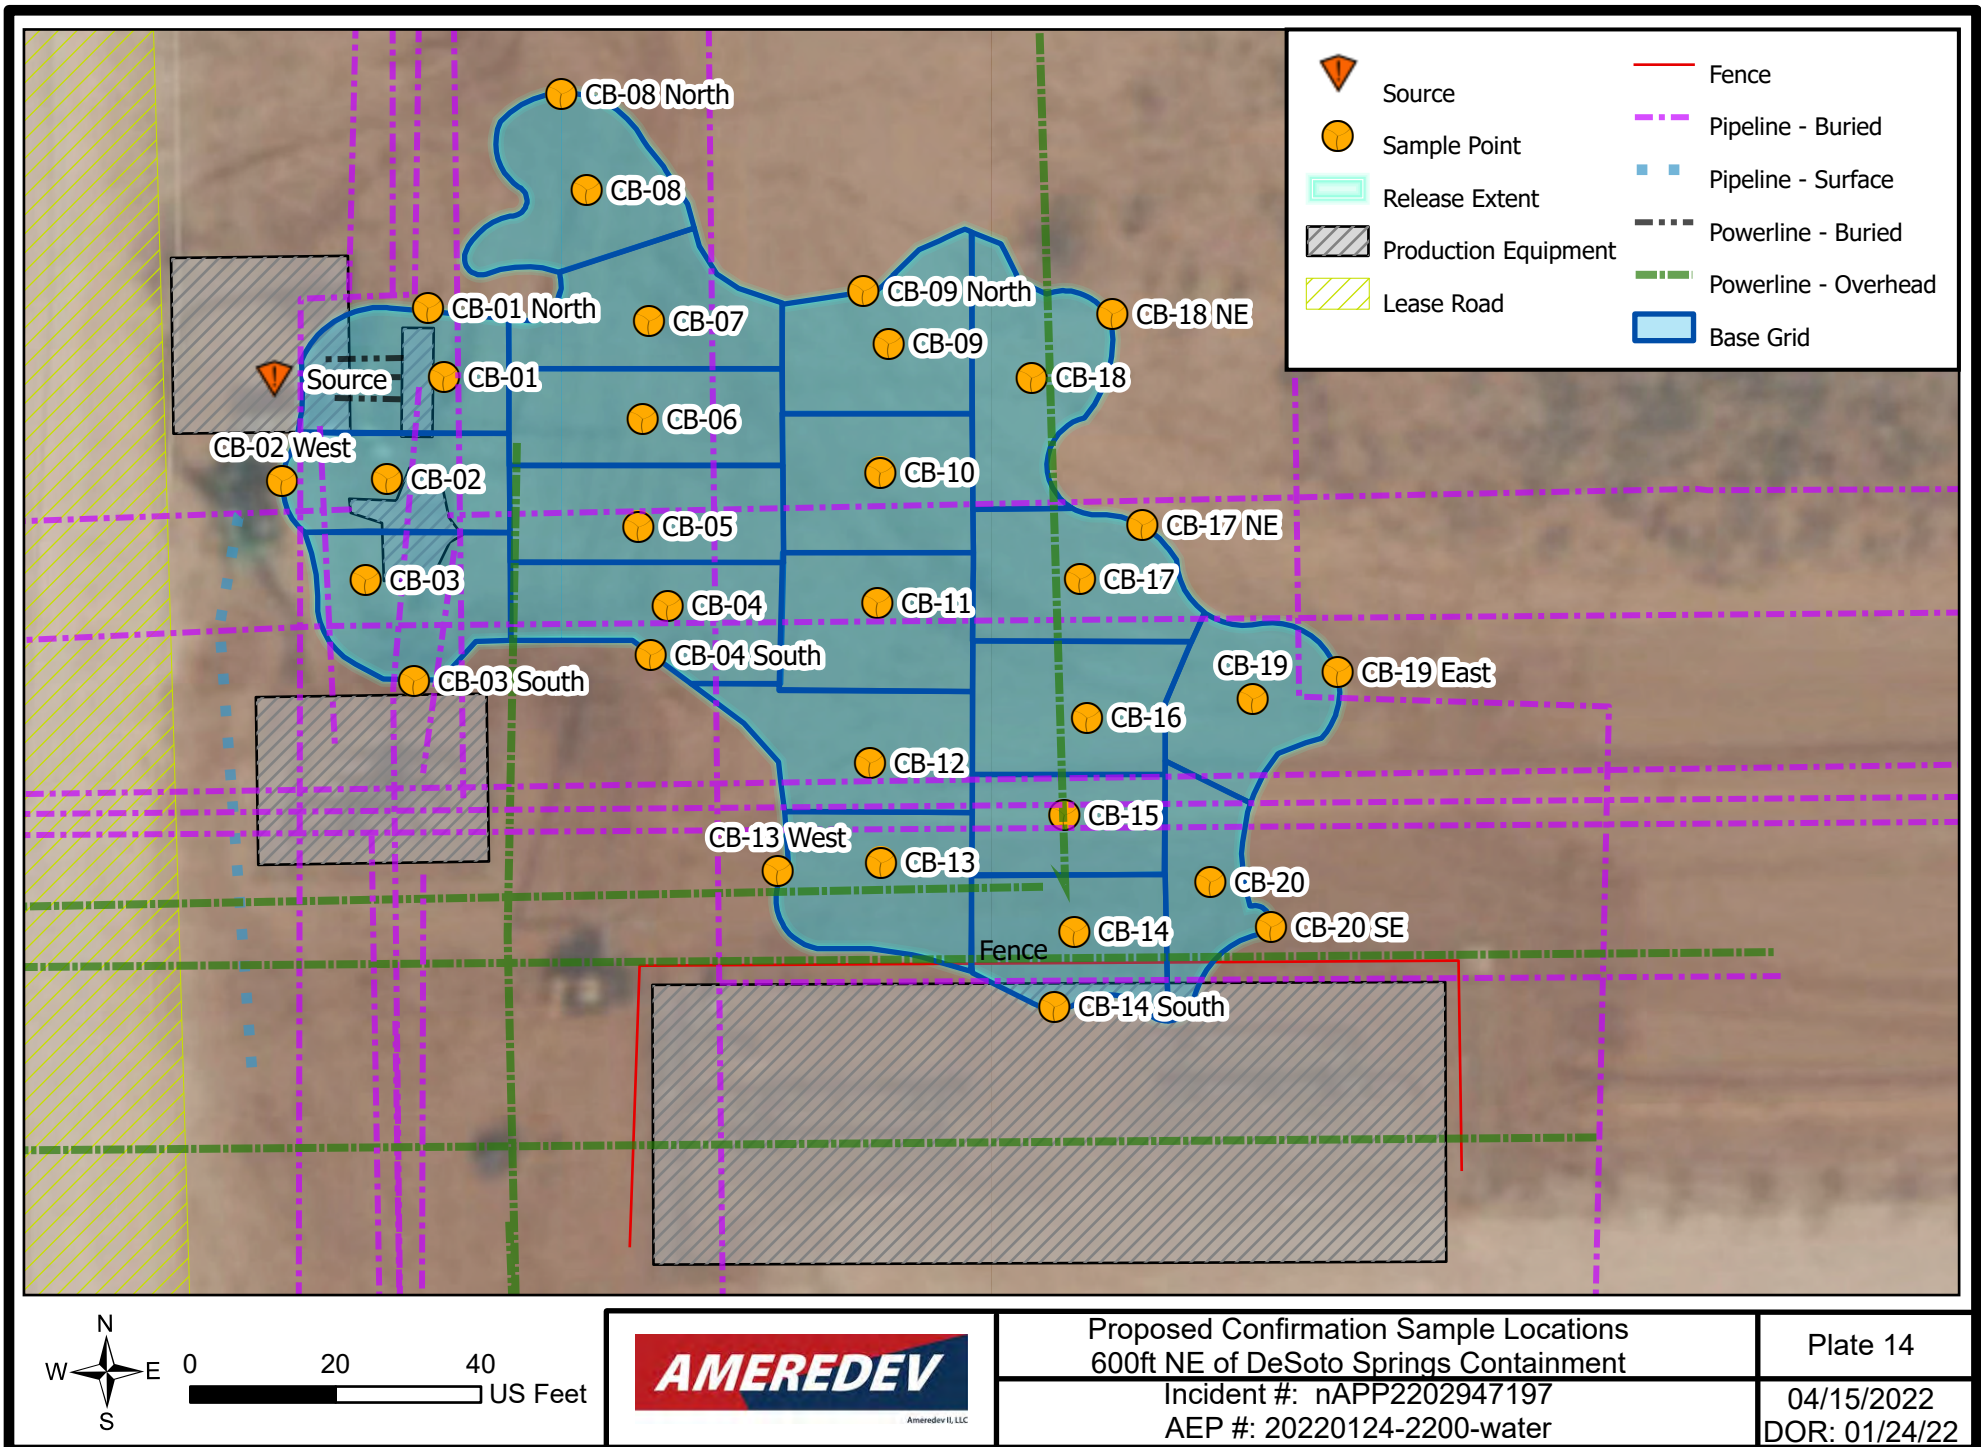 CB-08 North
CB-08
CB-01 North
CB-07
CB-09 North
CB-09
CB-18 NE
CB-18
Source
CB-01
CB-06
CB-02 West
CB-02
CB-10
CB-05
CB-17 NE
CB-03
CB-04
CB-11
CB-17
CB-04 South
CB-03 South
CB-19
CB-19 East
CB-16
CB-12
CB-15
CB-13 West
CB-13
CB-20
CB-14
CB-20 SE
Fence
CB-14 South
Source
Sample Point
Release Extent
Production Equipment
Lease Road
Fence
Pipeline - Buried
Pipeline - Surface
Powerline - Buried
Powerline - Overhead
Base Grid
N
W E
S
0 20 40
US Feet
AMEREDEV
Ameredev II, LLC
Proposed Confirmation Sample Locations
600ft NE of DeSoto Springs Containment
Incident #: nAPP2202947197
AEP #: 20220124-2200-water
Plate 14
04/15/2022
DOR: 01/24/22